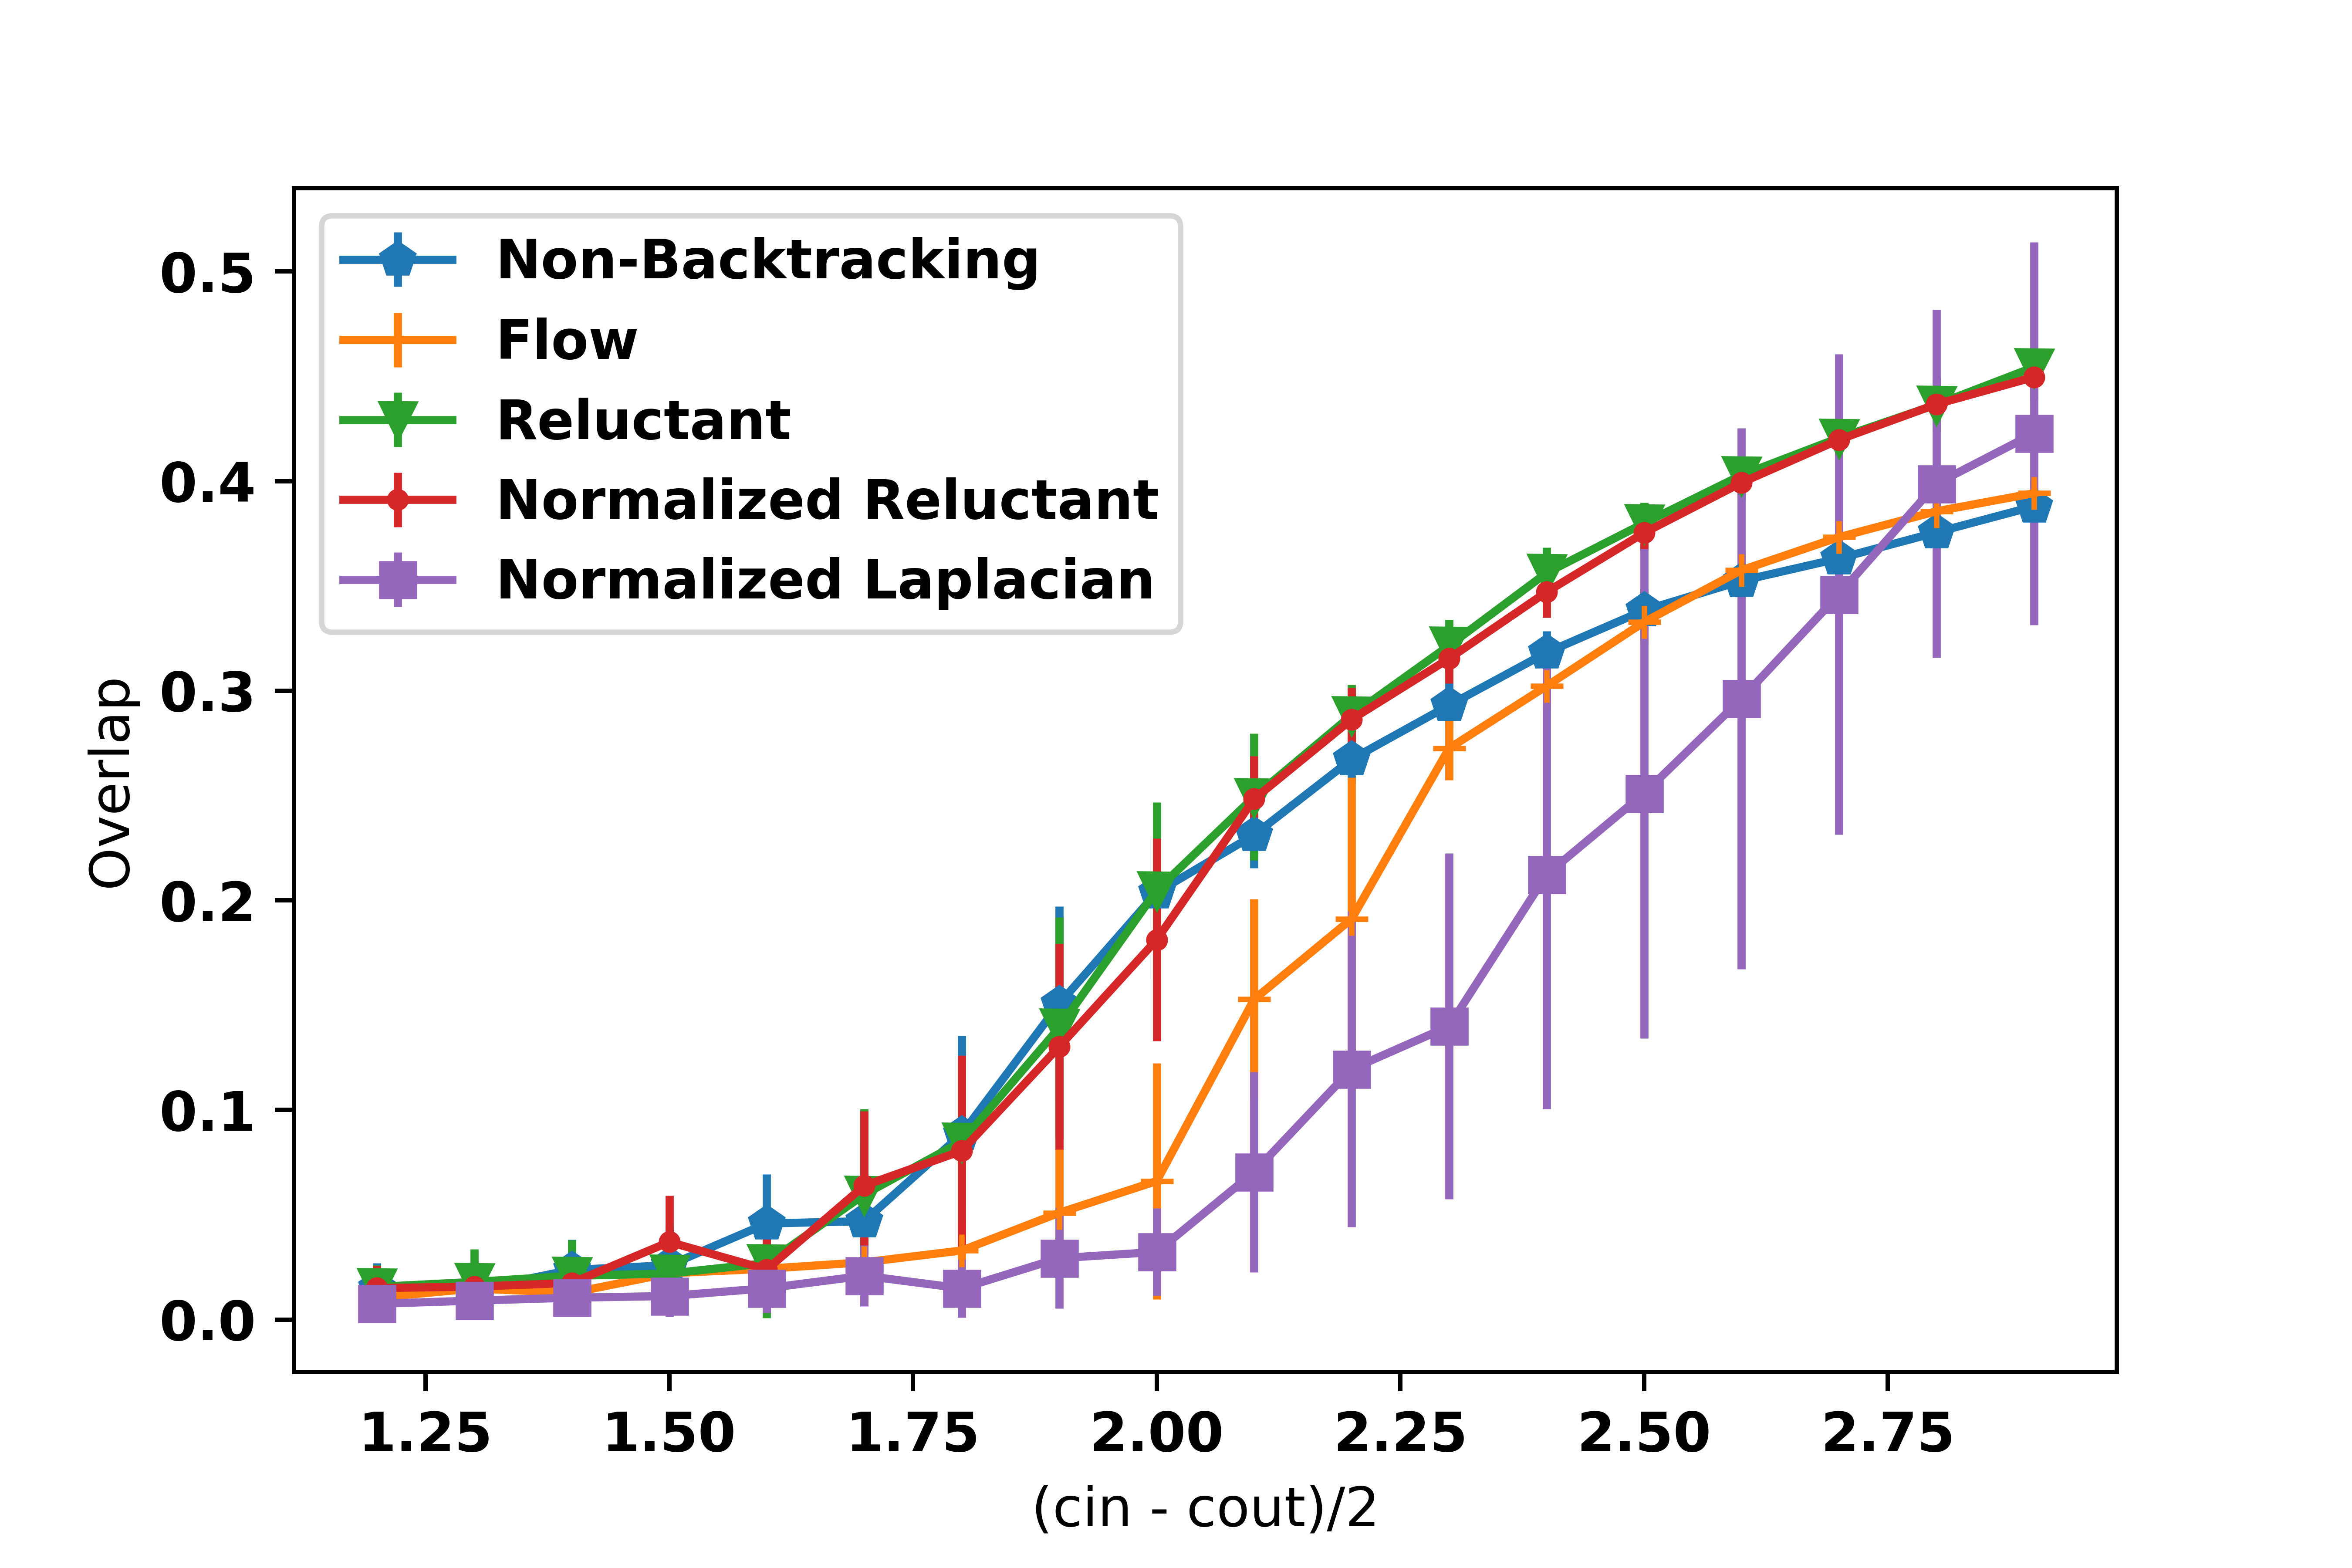 Non-Backtracking
Flow
Reluctant
Normalized Reluctant
Normalized Laplacian
0.5
0.4
0.3
0.2
0.1
0.0
Overlap
1.25 1.50 1.75 2.00 2.25 2.50 2.75
(cin - cout)/2